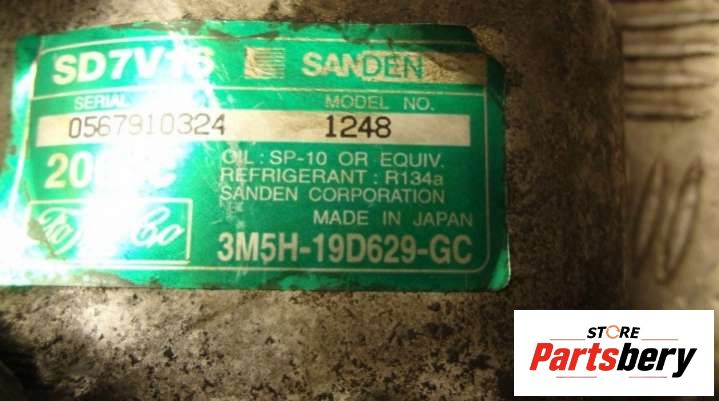 SD7V16 SANDEN
SERIAL MODEL NO.
0567910324 1248
OIL : SP-10 OR EQUIV.
REFRIGERANT : R134a
SANDEN CORPORATION
MADE IN JAPAN
3M5H-19D629-GC
STORE
Partsbery